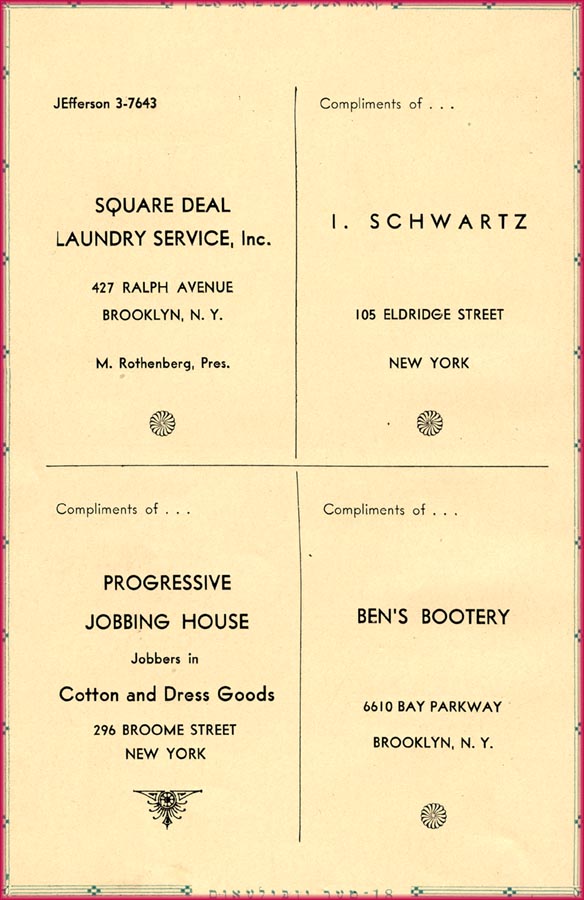 JEfferson 3-7643
SQUARE DEAL
LAUNDRY SERVICE, Inc.
427 RALPH AVENUE
BROOKLYN, N. Y.
M. Rothenberg, Pres.
Compliments of . . .
I. SCHWARTZ
105 ELDRIDGE STREET
NEW YORK
Compliments of . . .
PROGRESSIVE
JOBBING HOUSE
Jobbers in
Cotton and Dress Goods
296 BROOME STREET
NEW YORK
Compliments of . . .
BEN'S BOOTERY
6610 BAY PARKWAY
BROOKLYN, N. Y.